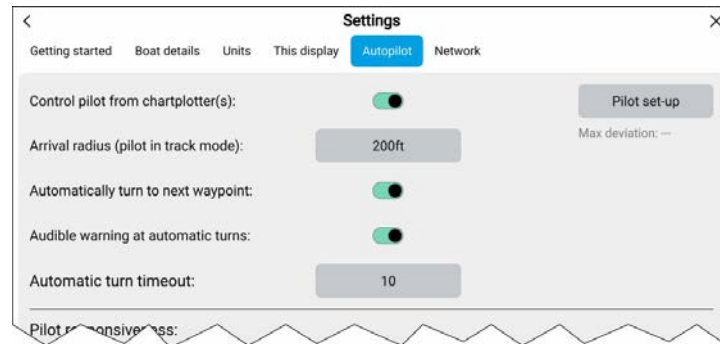 Settings
Getting started Boat details Units This display Autopilot Network
Control pilot from chartplotter(s): Pilot set-up
Max deviation: ---
Arrival radius (pilot in track mode): 200ft
Automatically turn to next waypoint:
Audible warning at automatic turns:
Automatic turn timeout: 10
Pilot responsiveness: